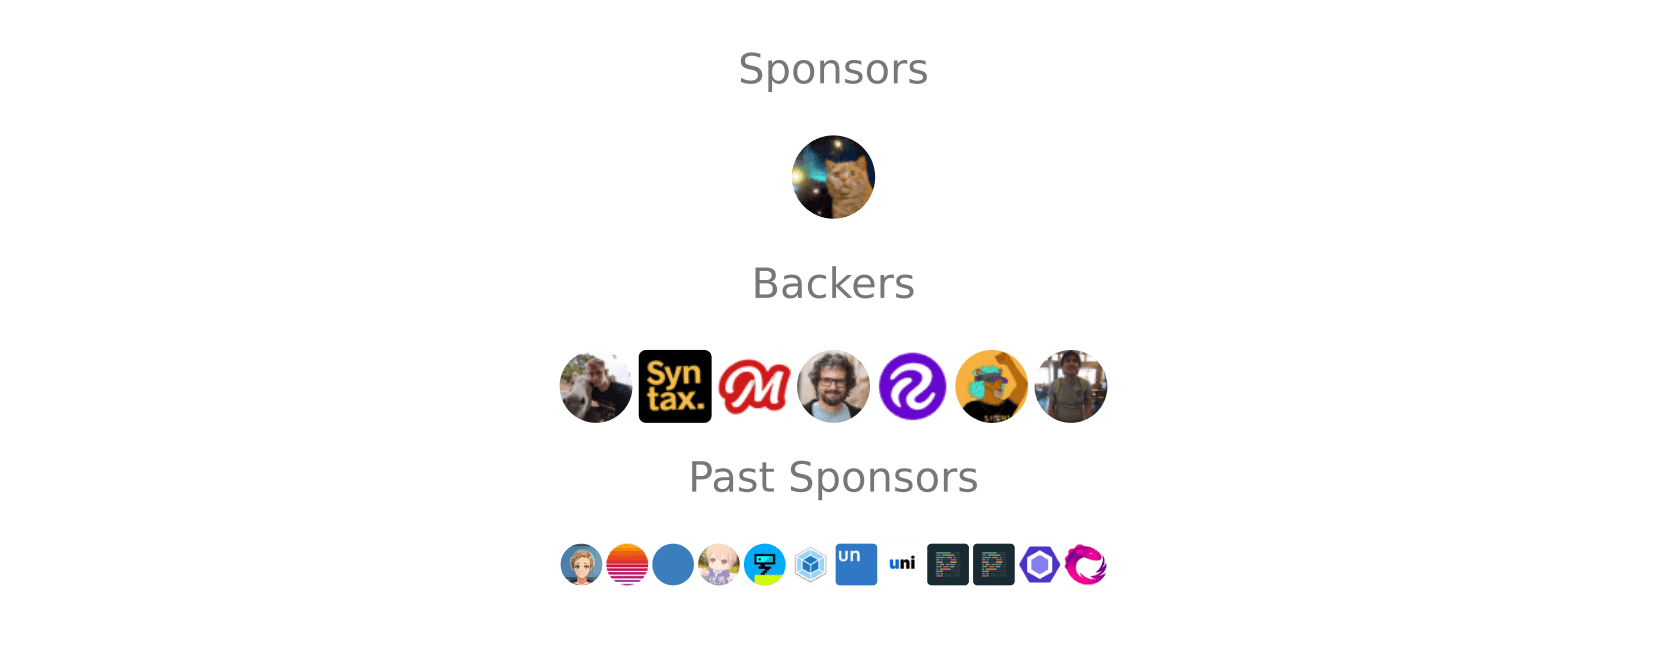 Sponsors
Backers
Syn
tax.
M
Past Sponsors
un
uni